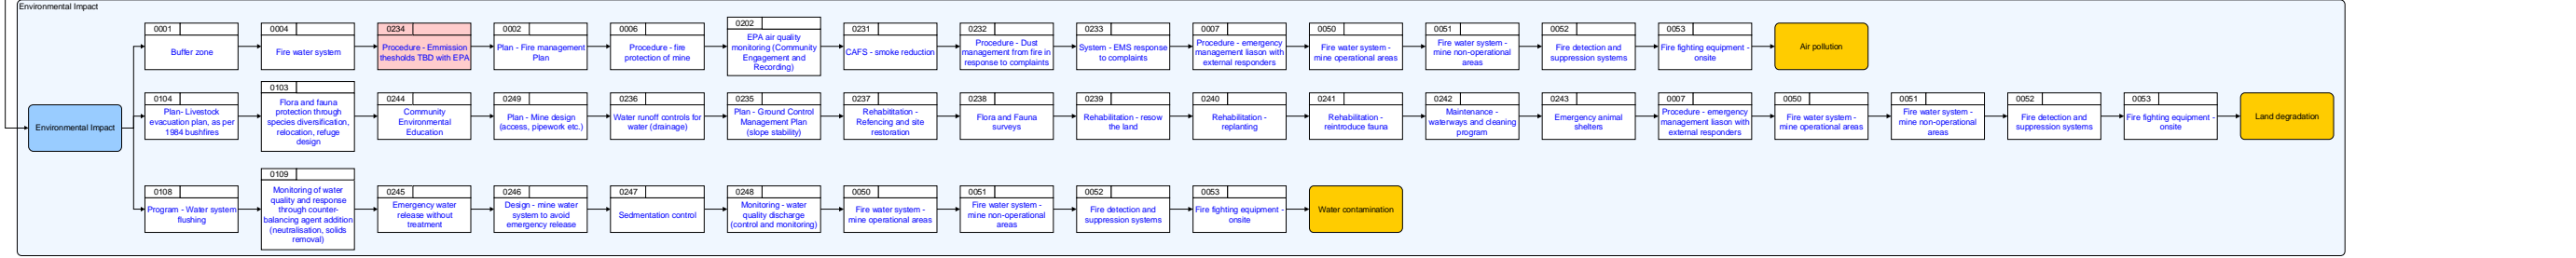 Environmental Impact
0001
Buffer zone
0004
Fire water system
0234
Procedure - Emmission
thesholds TBD with EPA
0002
Plan - Fire management
Plan
0006
Procedure - fire
protection of mine
0202
EPA air quality
monitoring (Community
Engagement and
Recording)
0231
CAFS - smoke reduction
0232
Procedure - Dust
management from fire in
response to complaints
0233
System - EMS response
to complaints
0007
Procedure - emergency
management liason with
external responders
0050
Fire water system -
mine operational areas
0051
Fire water system -
mine non-operational
areas
0052
Fire detection and
suppression systems
0053
Fire fighting equipment -
onsite
Air pollution
Environmental Impact
0104
Plan- Livestock
evacuation plan, as per
1984 bushfires
0103
Flora and fauna
protection through
species diversification,
relocation, refuge
design
0244
Community
Environmental
Education
0249
Plan - Mine design
(access, pipework etc.)
0236
Water runoff controls for
water (drainage)
0235
Plan - Ground Control
Management Plan
(slope stability)
0237
Rehabltitation -
Refencing and site
restoration
0238
Flora and Fauna
surveys
0239
Rehabilitation - resow
the land
0240
Rehabilitation -
replanting
0241
Rehabilitation -
reintroduce fauna
0242
Maintenance -
waterways and cleaning
program
0243
Emergency animal
shelters
0007
Procedure - emergency
management liason with
external responders
0050
Fire water system -
mine operational areas
0051
Fire water system -
mine non-operational
areas
0052
Fire detection and
suppression systems
0053
Fire fighting equipment -
onsite
Land degradation
0108
Program - Water system
flushing
0109
Monitoring of water
quality and response
through counter-
balancing agent addition
(neutralisation, solids
removal)
0245
Emergency water
release without
treatment
0246
Design - mine water
system to avoid
emergency release
0247
Sedmentation control
0248
Monitoring - water
quality discharge
(control and monitoring)
0050
Fire water system -
mine operational areas
0051
Fire water system -
mine non-operational
areas
0052
Fire detection and
suppression systems
0053
Fire fighting equipment -
onsite
Water contamination